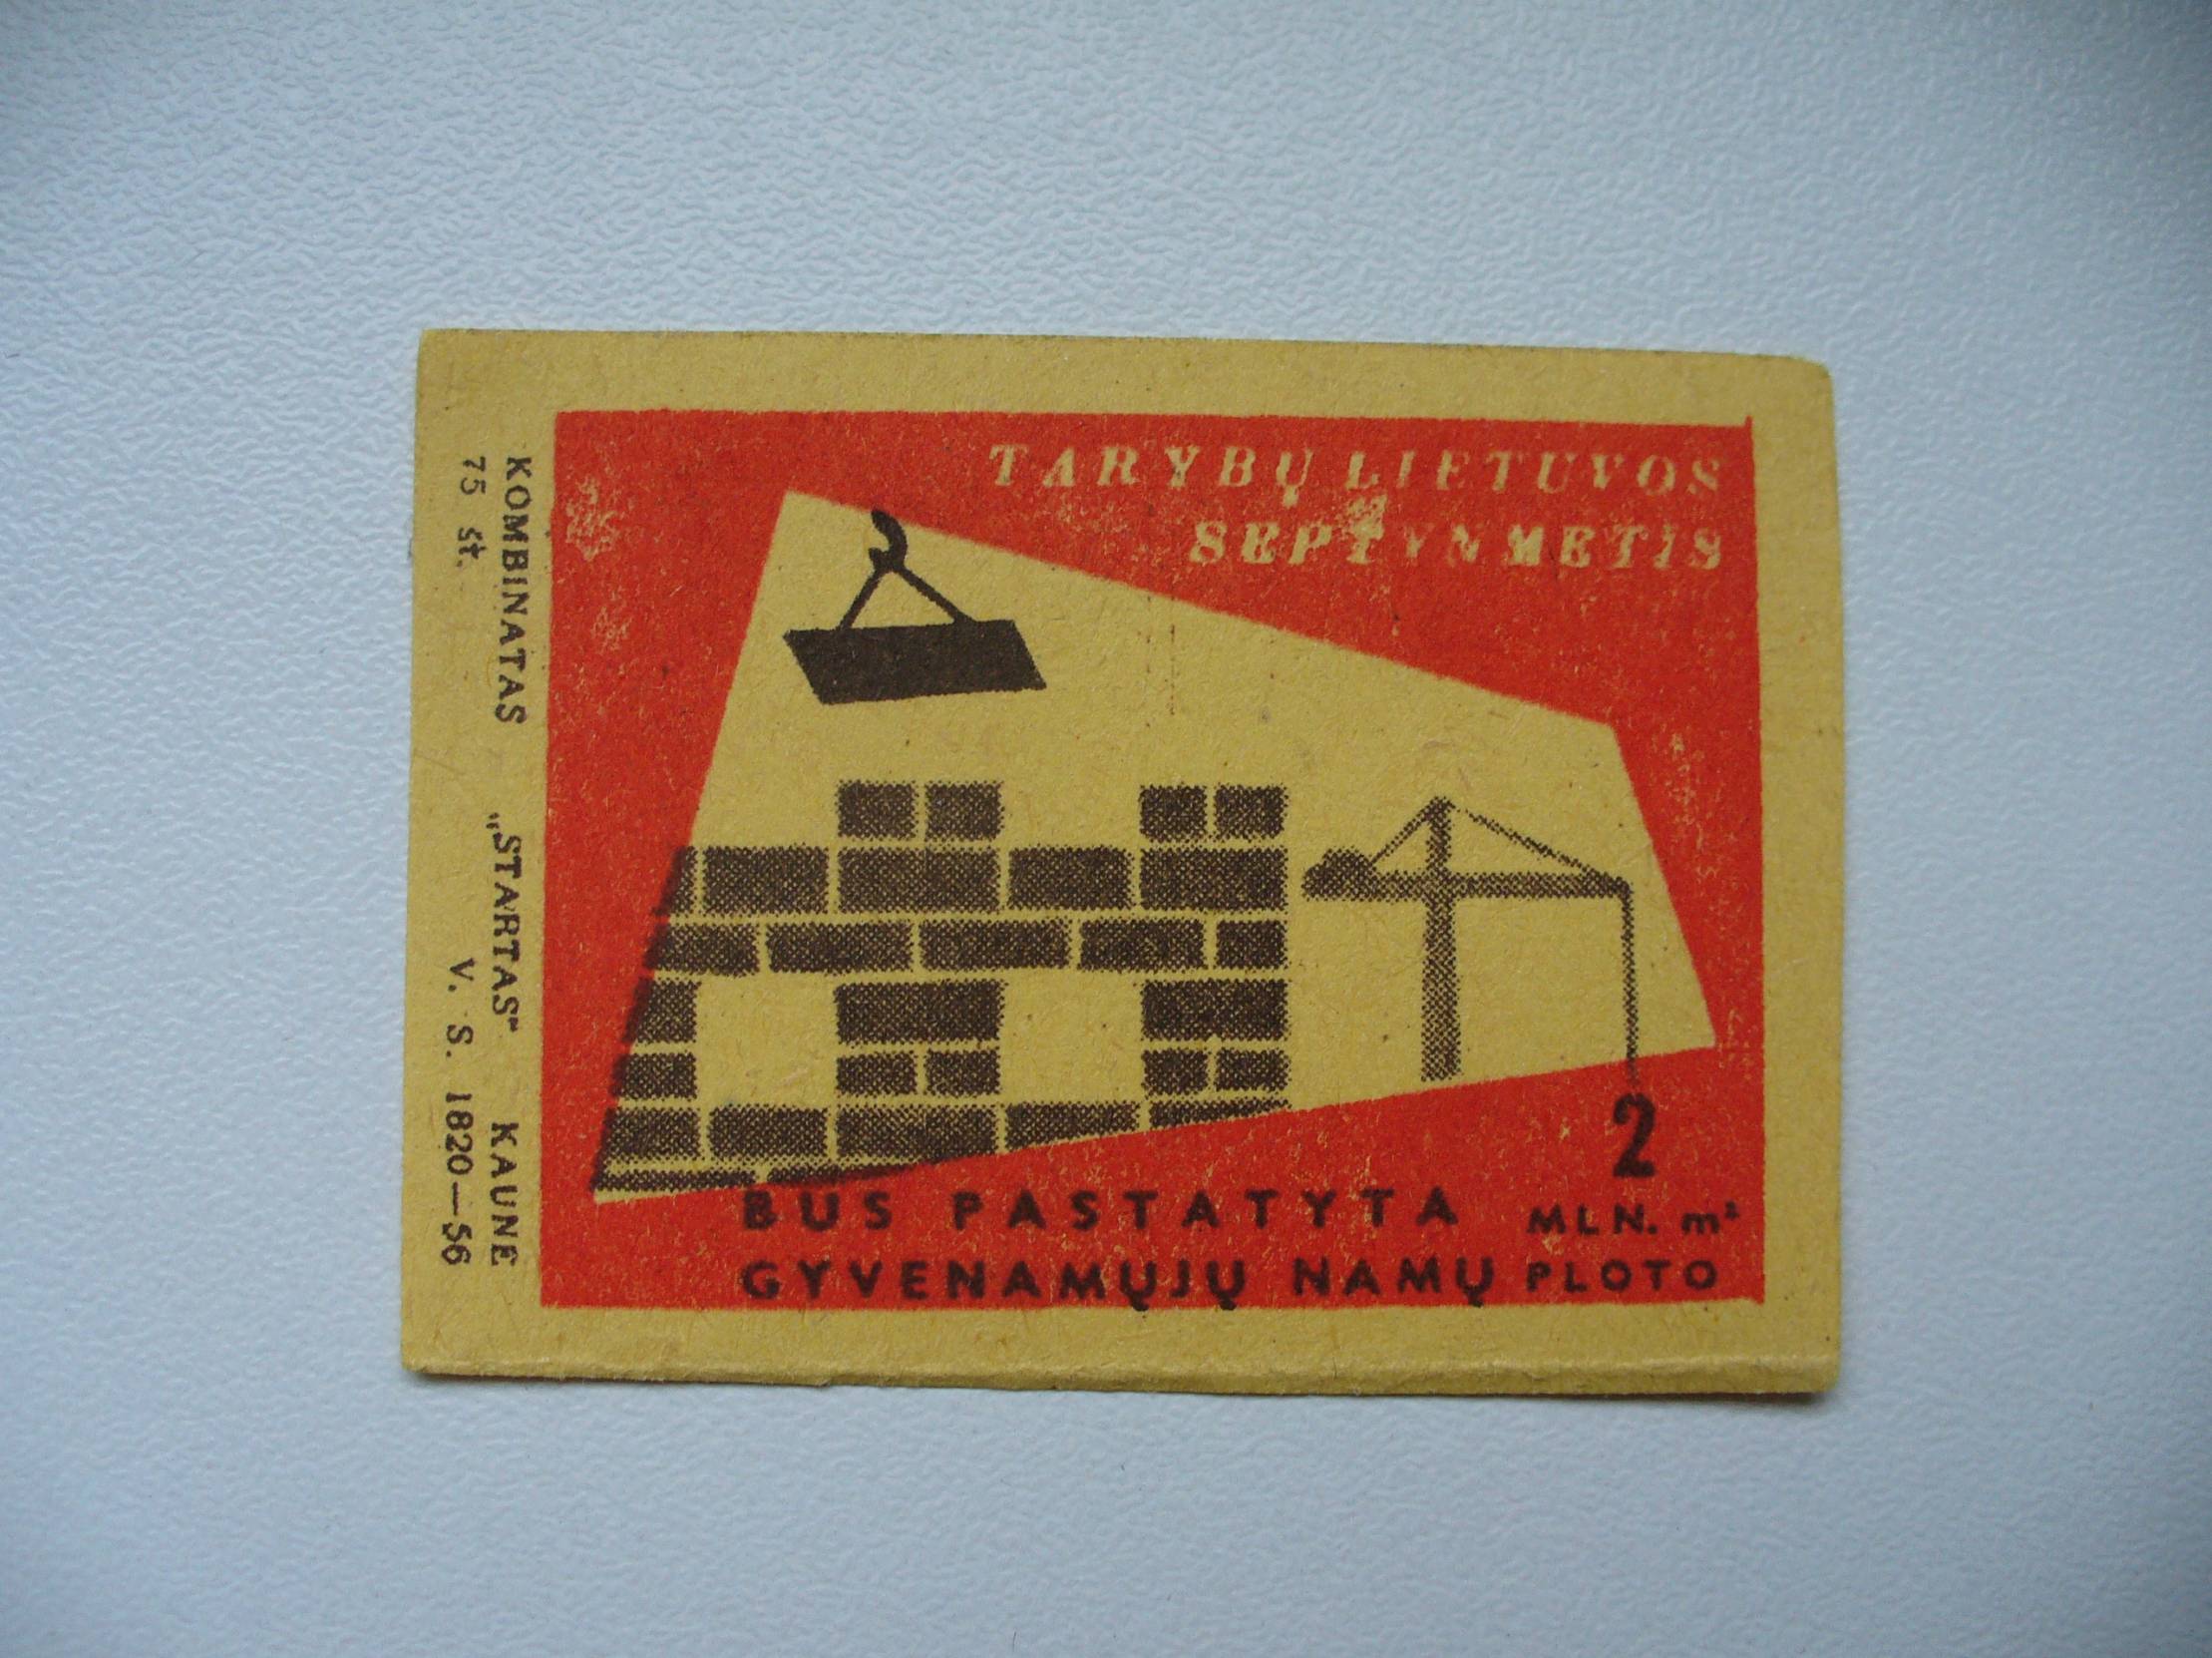 TARYBŲ LIETUVOS
SEPTYNMETIS
2
BUS PASTATYTA MLN. m²
GYVENAMŲJŲ NAMŲ PLOTO
KOMBINATAS „STARTAS“ KAUNE
75 št. V. S. 1820—56